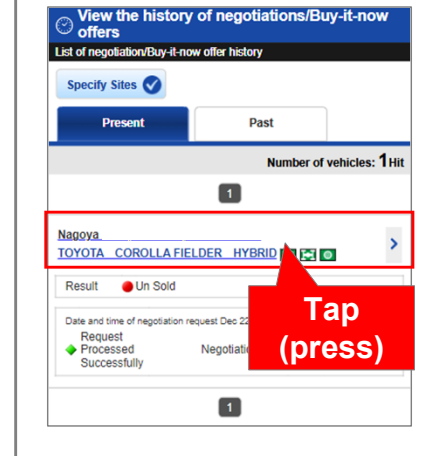 View the history of negotiations/Buy-it-now
offers
List of negotiation/Buy-it-now offer history
Specify Sites
Present Past
Number of vehicles: 1 Hit
1
Nagoya
TOYOTA COROLLA FIELDER HYBRID
Result Un Sold
Tap
(press)
Date and time of negotiation request Dec 22
Request
Processed
Successfully
1